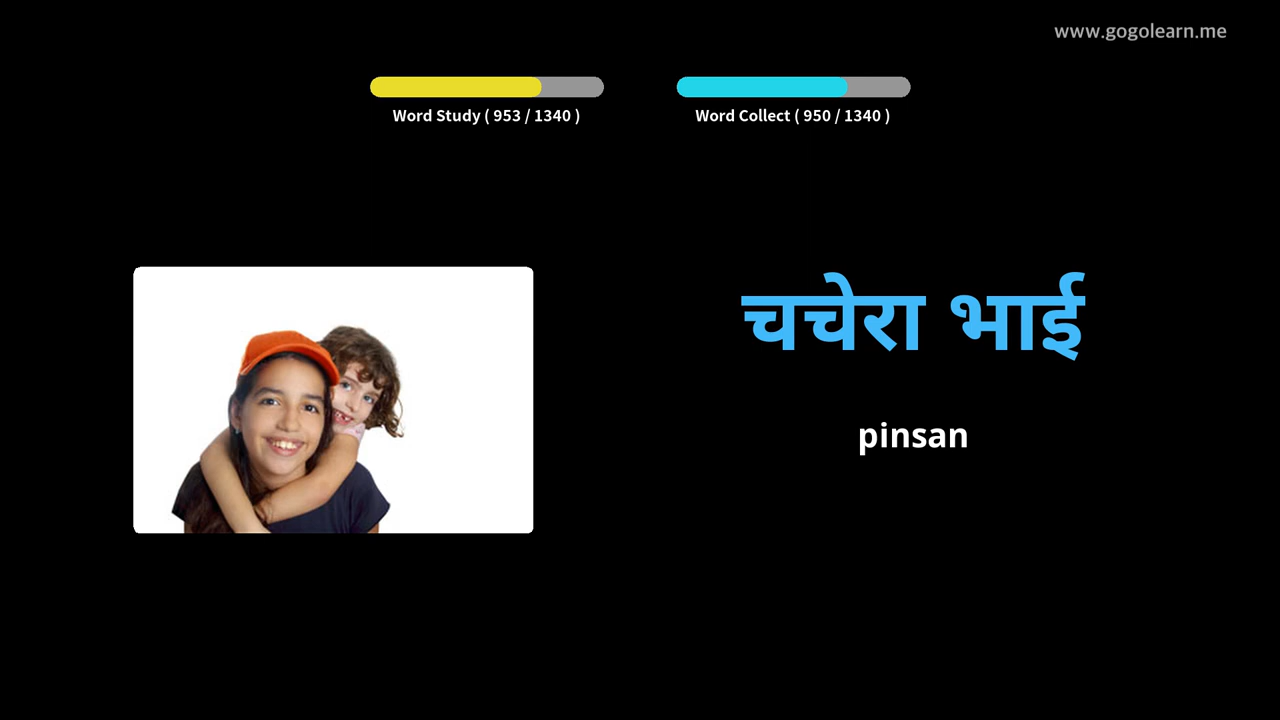 www.gogolearn.me
Word Study ( 953 / 1340 )
Word Collect ( 950 / 1340 )
चचेरा भाई
pinsan